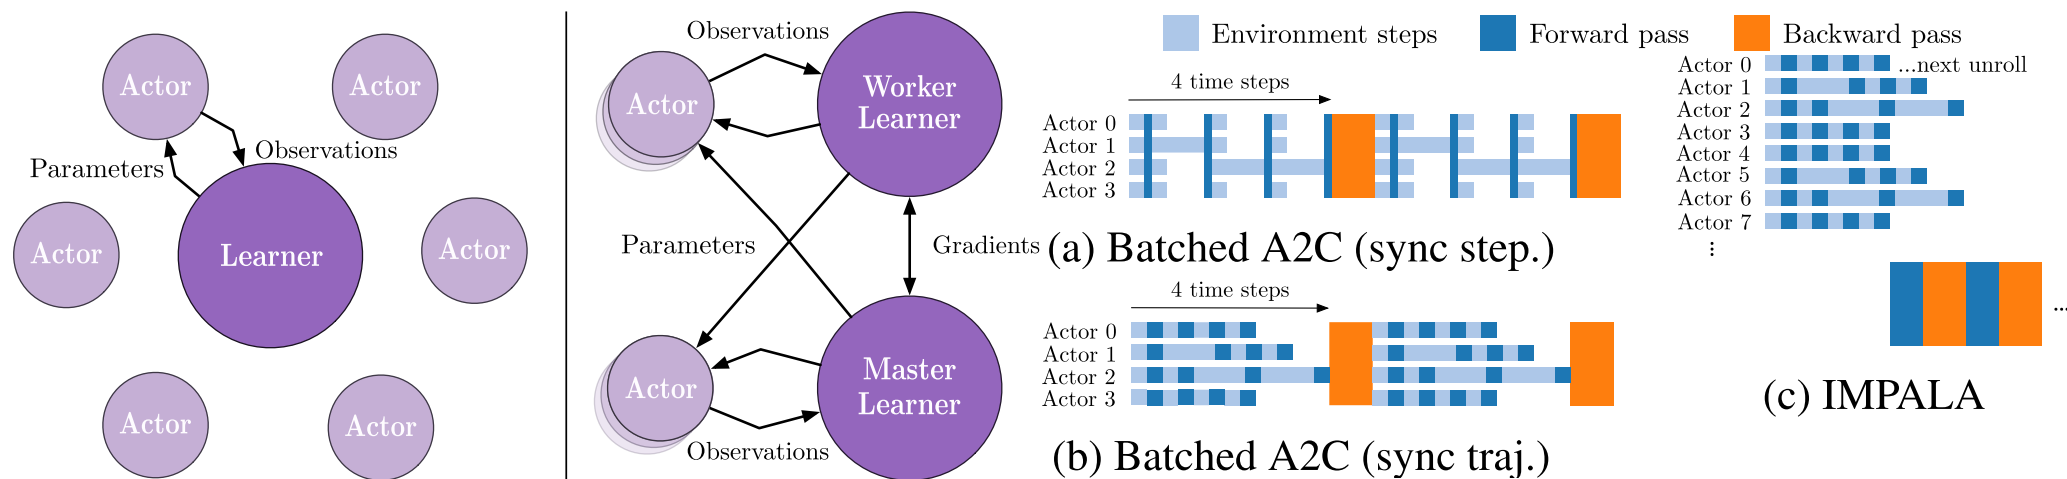 Actor
Actor
Parameters
Observations
Actor
Learner
Actor
Actor
Actor
Observations
Actor
Worker
Learner
Parameters
Gradients
Actor
Master
Learner
Observations
Environment steps
Forward pass
Backward pass
4 time steps
Actor 0
Actor 1
Actor 2
Actor 3
(a) Batched A2C (sync step.)
4 time steps
Actor 0
Actor 1
Actor 2
Actor 3
(b) Batched A2C (sync traj.)
Actor 0
...next unroll
Actor 1
Actor 2
Actor 3
Actor 4
Actor 5
Actor 6
Actor 7
⋮
...
(c) IMPALA